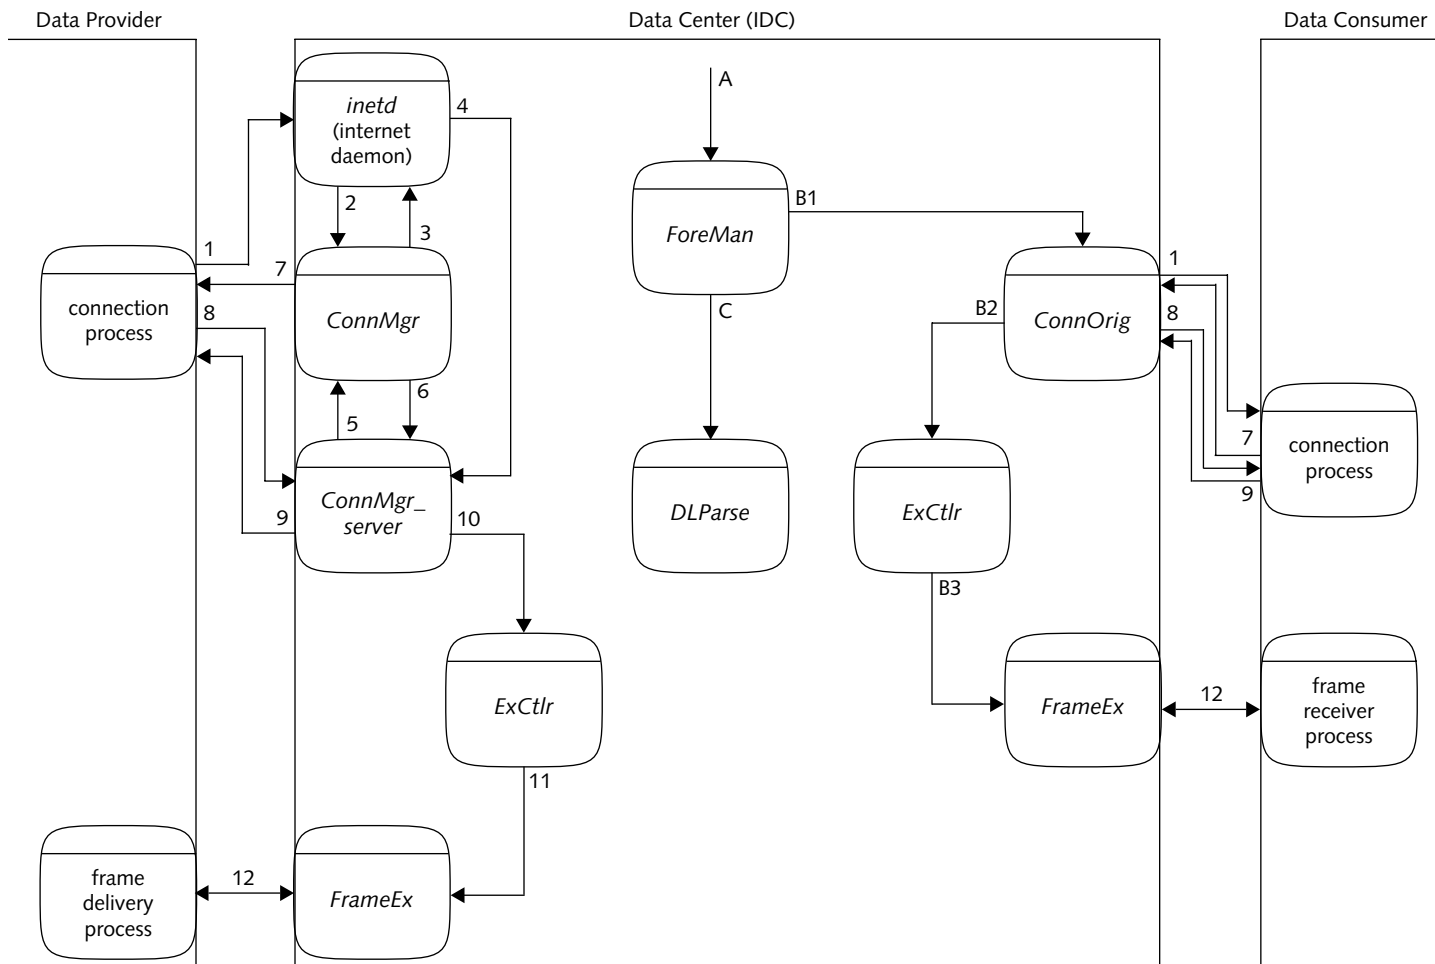 Data Provider
Data Center (IDC)
Data Consumer
inetd
(internet
daemon)
4
A
1
2
3
ForeMan
B1
7
connection
process
8
ConnMgr
5
6
C
B2
ConnOrig
1
8
7
9
connection
process
ConnMgr_
server
9
10
DLParse
ExCtlr
B3
ExCtlr
11
FrameEx
12
frame
receiver
process
frame
delivery
process
12
FrameEx